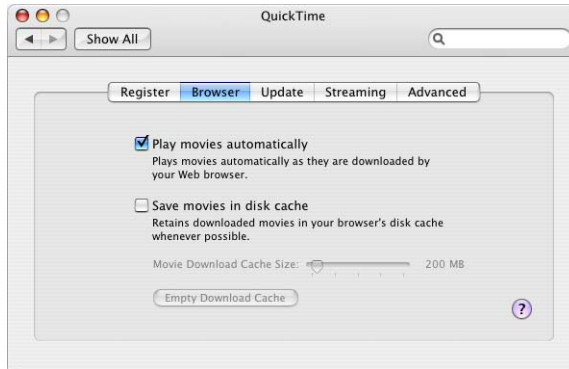 QuickTime
Show All
Register Browser Update Streaming Advanced
Play movies automatically
Plays movies automatically as they are downloaded by
your Web browser.
Save movies in disk cache
Retains downloaded movies in your browser's disk cache
whenever possible.
Movie Download Cache Size: 200 MB
Empty Download Cache
?